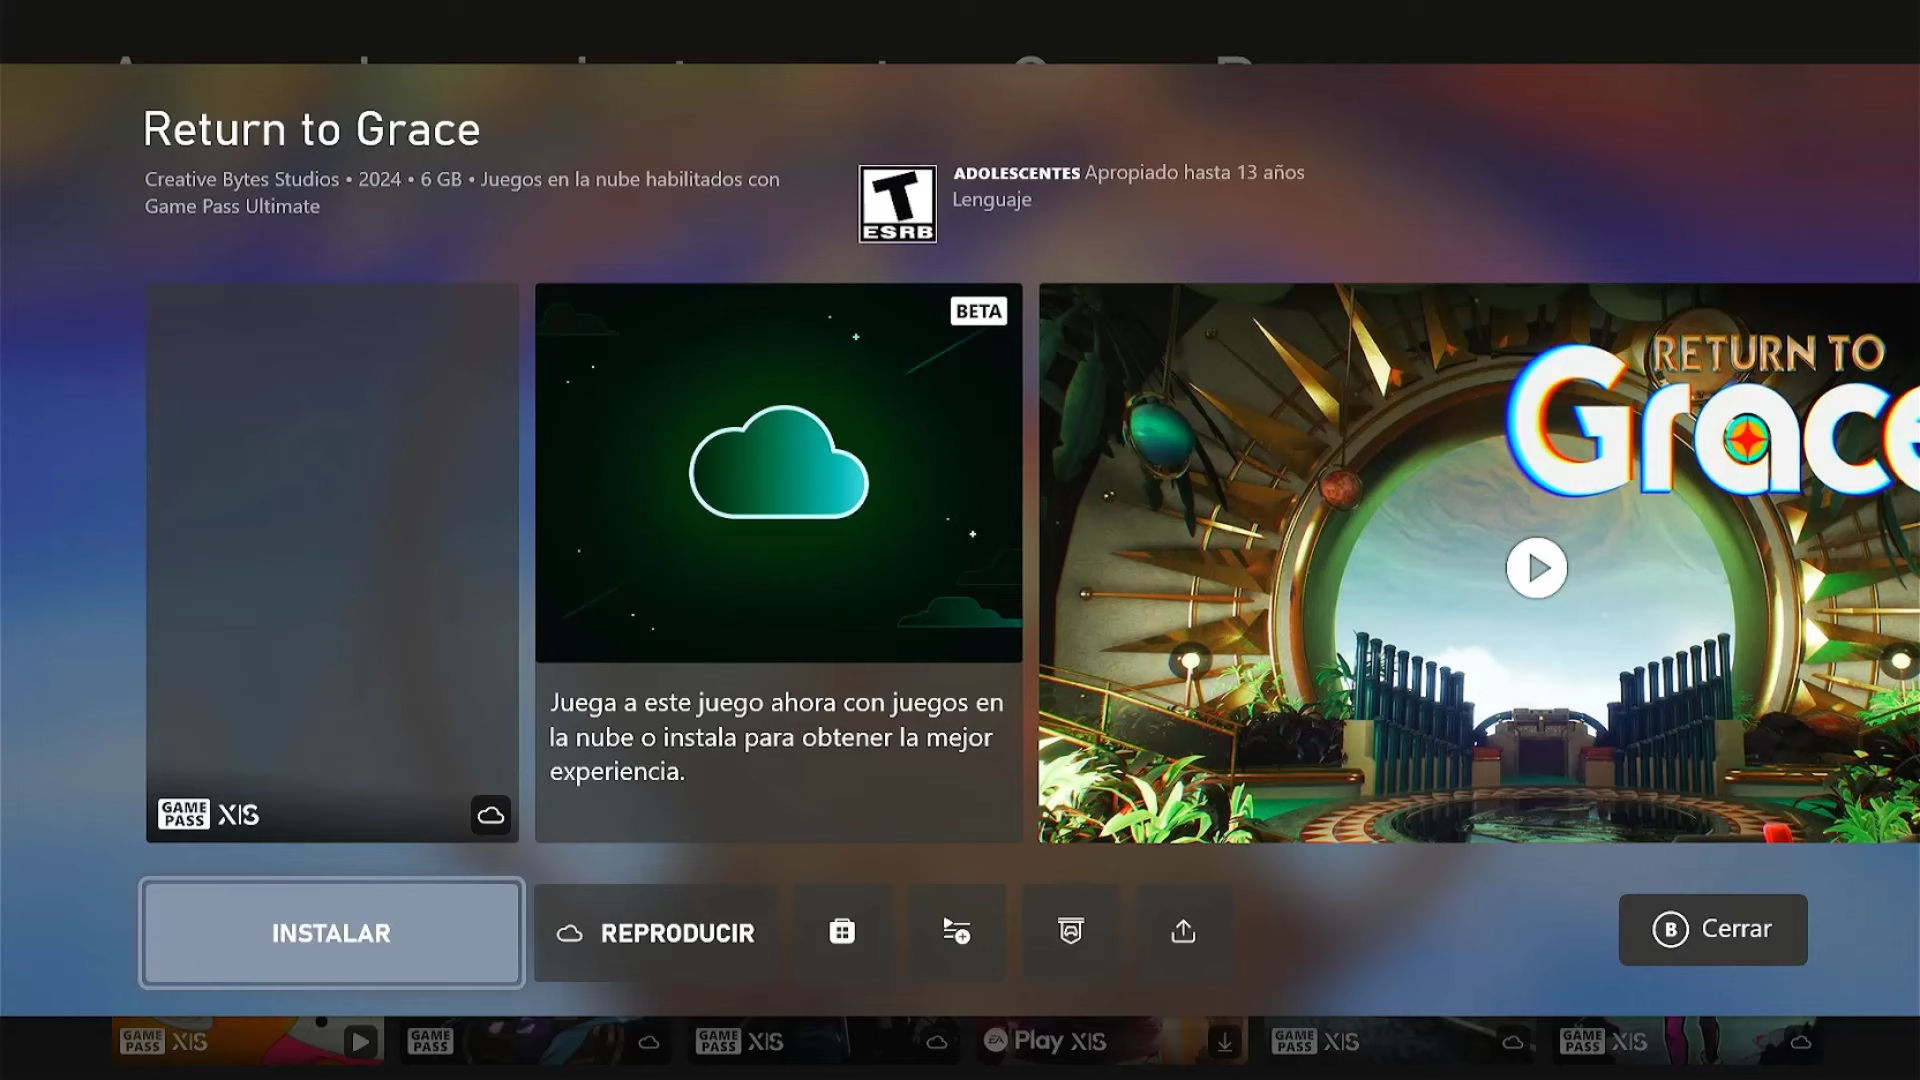 Return to Grace
Creative Bytes Studios • 2024 • 6 GB • Juegos en la nube habilitados con
Game Pass Ultimate
T
ESRB
ADOLESCENTES Apropiado hasta 13 años
Lenguaje
BETA
RETURN TO
Grace
Juega a este juego ahora con juegos en
la nube o instala para obtener la mejor
experiencia.
GAME
PASS
X|S
INSTALAR
REPRODUCIR
B Cerrar
GAME
PASS
X|S
GAME
PASS
GAME
PASS
X|S
EA Play X|S
GAME
PASS
X|S
GAME
PASS
X|S